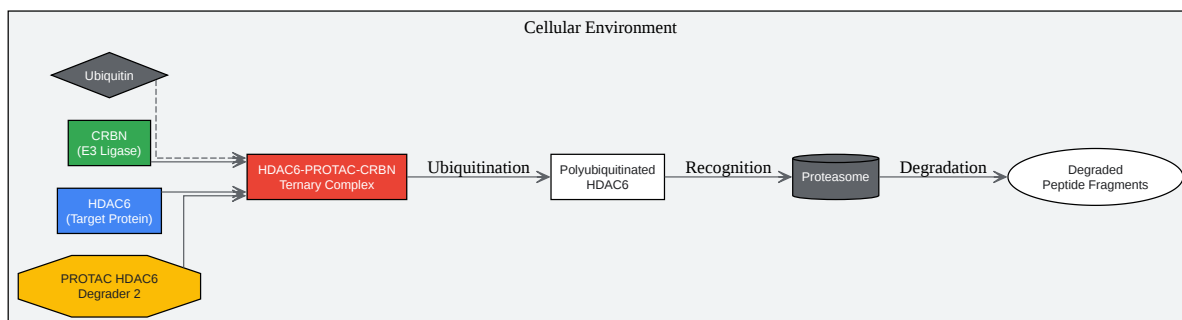 Cellular Environment
Ubiquitin
CRBN
(E3 Ligase)
HDAC6
(Target Protein)
PROTAC HDAC6
Degrader 2
HDAC6-PROTAC-CRBN
Ternary Complex
Ubiquitination
Polyubiquitinated
HDAC6
Recognition
Proteasome
Degradation
Degraded
Peptide Fragments